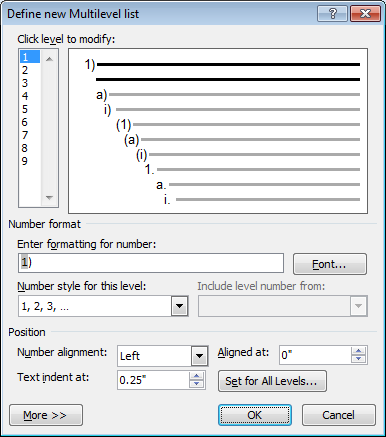 Define new Multilevel list
Click level to modify:
1
2
3
4
5
6
7
8
9
1)
a)
i)
(1)
(a)
(i)
1.
a.
i.
Number format
Enter formatting for number:
1)
Font...
Number style for this level:
Include level number from:
1, 2, 3, ...
Position
Number alignment: Left
Aligned at: 0"
Text indent at: 0.25"
Set for All Levels...
More >>
OK
Cancel